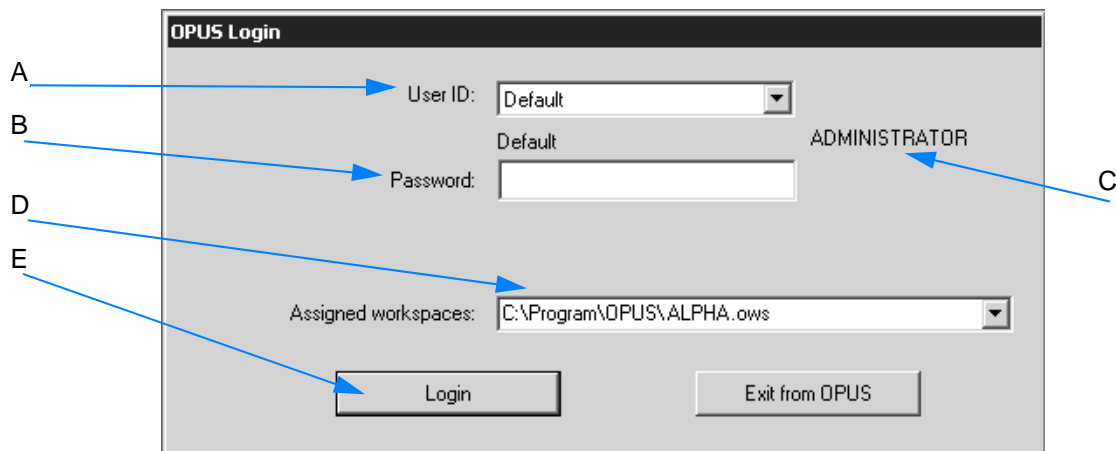 OPUS Login
A
User ID: Default
B
Default ADMINISTRATOR
Password:
C
D
E
Assigned workspaces: C:\Program\OPUS\ALPHA.ows
Login Exit from OPUS